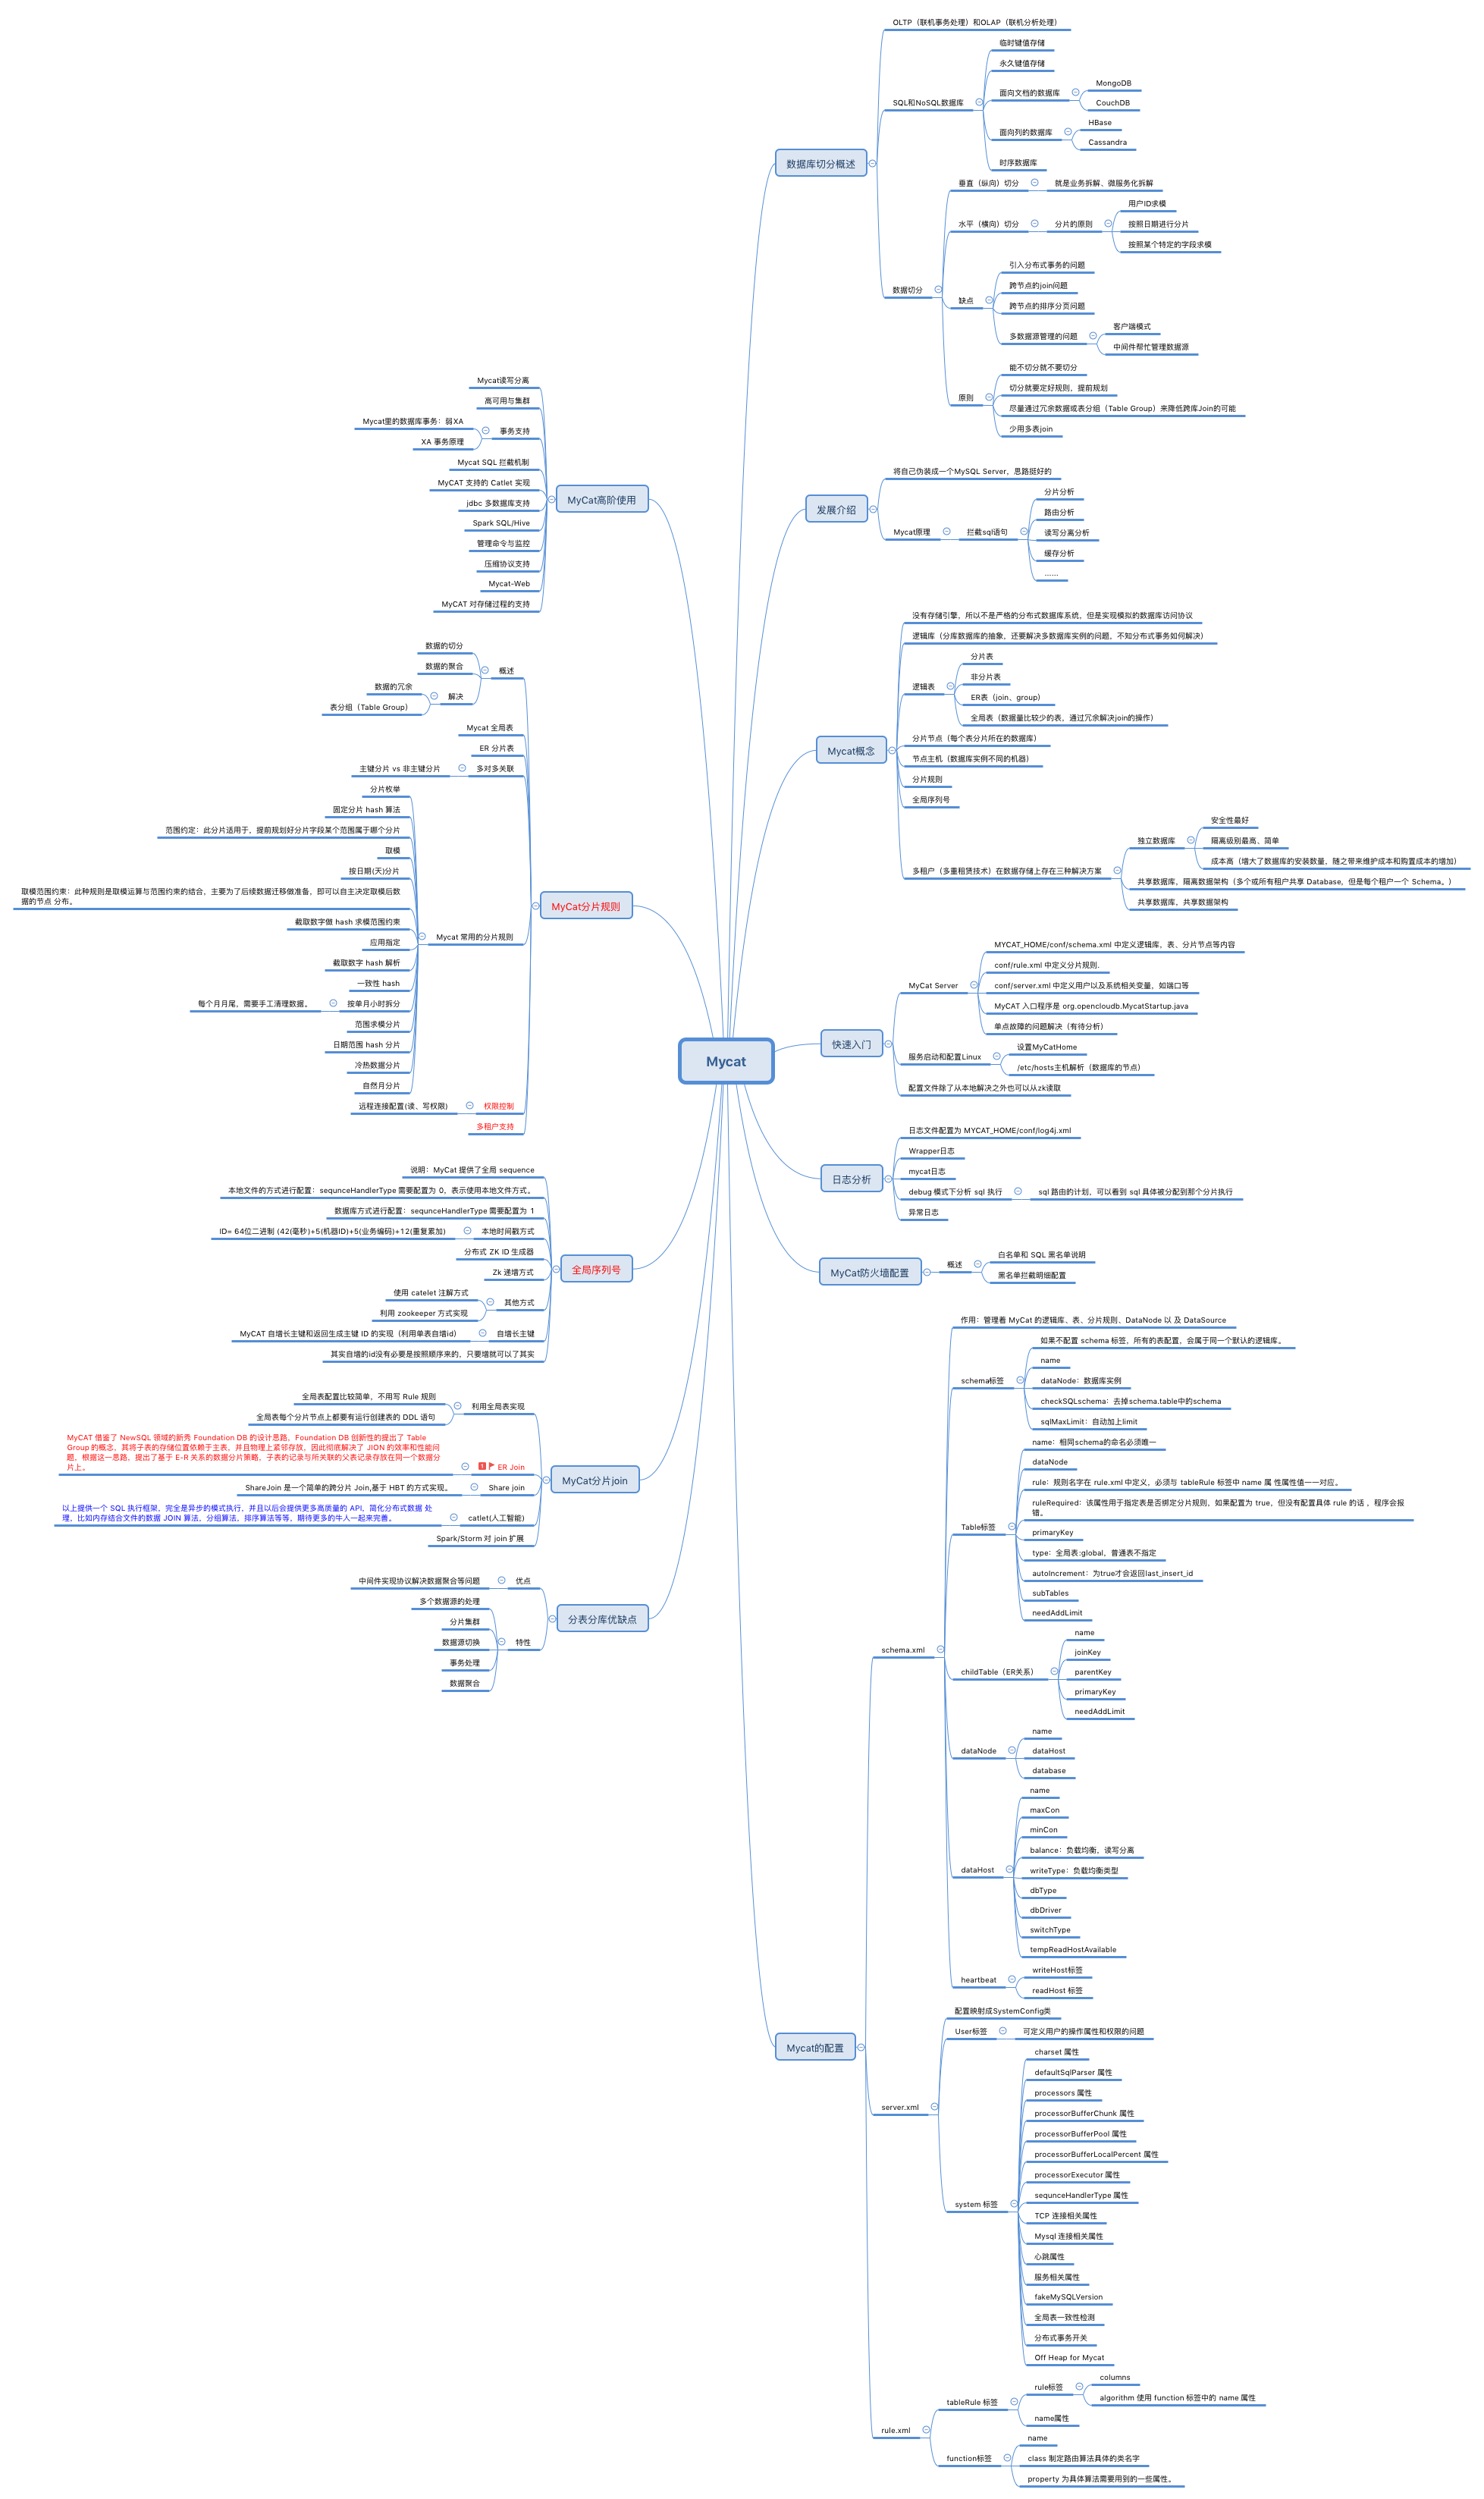 Mycat
数据库切分概述
OLTP（联机事务处理）和OLAP（联机分析处理）
SQL和NoSQL数据库
临时键值存储
永久键值存储
面向文档的数据库
MongoDB
CouchDB
面向列的数据库
HBase
Cassandra
时序数据库
数据切分
垂直（纵向）切分
就是业务拆解、微服务化拆解
水平（横向）切分
分片的原则
用户ID求模
按照日期进行分片
按照某个特定的字段求模
缺点
引入分布式事务的问题
跨节点的join问题
跨节点的排序分页问题
多数据源管理的问题
客户端模式
中间件帮忙管理数据源
原则
能不切分就不要切分
切分就要定好规则，提前规划
尽量通过冗余数据或表分组（Table Group）来降低跨库Join的可能
少用多表join
发展介绍
将自己伪装成一个MySQL Server，思路挺好的
Mycat原理
拦截sql语句
分片分析
路由分析
读写分离分析
缓存分析
……
Mycat概念
没有存储引擎，所以不是严格的分布式数据库系统，但是实现模拟的数据库访问协议
逻辑库（分库数据库的抽象，还要解决多数据库实例的问题，不知分布式事务如何解决）
逻辑表
分片表
非分片表
ER表（join、group）
全局表（数据量比较少的表，通过冗余解决join的操作）
分片节点（每个表分片所在的数据库）
节点主机（数据库实例不同的机器）
分片规则
全局序列号
多租户（多重租赁技术）在数据存储上存在三种解决方案
独立数据库
安全性最好
隔离级别最高、简单
成本高（增大了数据库的安装数量，随之带来维护成本和购置成本的增加）
共享数据库，隔离数据架构（多个或所有租户共享 Database，但是每个租户一个 Schema。）
共享数据库，共享数据架构
快速入门
MyCat Server
MYCAT_HOME/conf/schema.xml 中定义逻辑库，表、分片节点等内容
conf/rule.xml 中定义分片规则.
conf/server.xml 中定义用户以及系统相关变量，如端口等
MyCAT 入口程序是 org.opencloudb.MycatStartup.java
单点故障的问题解决（有待分析）
服务启动和配置Linux
设置MyCatHome
/etc/hosts主机解析（数据库的节点）
配置文件除了从本地解决之外也可以从zk读取
日志分析
日志文件配置为 MYCAT_HOME/conf/log4j.xml
Wrapper日志
mycat日志
debug 模式下分析 sql 执行
sql 路由的计划，可以看到 sql 具体被分配到那个分片执行
异常日志
MyCat防火墙配置
概述
白名单和 SQL 黑名单说明
黑名单拦截明细配置
Mycat的配置
schema.xml
作用：管理着 MyCat 的逻辑库、表、分片规则、DataNode 以 及 DataSource
schema标签
如果不配置 schema 标签，所有的表配置，会属于同一个默认的逻辑库。
name
dataNode：数据库实例
checkSQLschema：去掉schema.table中的schema
sqlMaxLimit：自动加上limit
Table标签
name：相同schema的命名必须唯一
dataNode
rule：规则名字在 rule.xml 中定义，必须与 tableRule 标签中 name 属 性属性值一一对应。
ruleRequired：该属性用于指定表是否绑定分片规则，如果配置为 true，但没有配置具体 rule 的话 ，程序会报
错。
primaryKey
type：全局表:global，普通表不指定
autoIncrement：为true才会返回last_insert_id
subTables
needAddLimit
childTable（ER关系）
name
joinKey
parentKey
primaryKey
needAddLimit
dataNode
name
dataHost
database
dataHost
name
maxCon
minCon
balance：负载均衡，读写分离
writeType：负载均衡类型
dbType
dbDriver
switchType
tempReadHostAvailable
heartbeat
writeHost标签
readHost 标签
server.xml
配置映射成SystemConfig类
User标签
可定义用户的操作属性和权限的问题
system 标签
charset 属性
defaultSqlParser 属性
processors 属性
processorBufferChunk 属性
processorBufferPool 属性
processorBufferLocalPercent 属性
processorExecutor 属性
sequnceHandlerType 属性
TCP 连接相关属性
Mysql 连接相关属性
心跳属性
服务相关属性
fakeMySQLVersion
全局表一致性检测
分布式事务开关
Off Heap for Mycat
rule.xml
tableRule 标签
rule标签
columns
algorithm 使用 function 标签中的 name 属性
name属性
function标签
name
class 制定路由算法具体的类名字
property 为具体算法需要用到的一些属性。
MyCat高阶使用
Mycat读写分离
高可用与集群
事务支持
Mycat里的数据库事务：弱XA
XA 事务原理
Mycat SQL 拦截机制
MyCAT 支持的 Catlet 实现
jdbc 多数据库支持
Spark SQL/Hive
管理命令与监控
压缩协议支持
Mycat-Web
MyCAT 对存储过程的支持
MyCat分片规则
概述
数据的切分
数据的聚合
解决
数据的冗余
表分组（Table Group）
Mycat 全局表
ER 分片表
多对多关联
主键分片 vs 非主键分片
Mycat 常用的分片规则
分片枚举
固定分片 hash 算法
范围约定：此分片适用于，提前规划好分片字段某个范围属于哪个分片
取模
按日期(天)分片
取模范围约束：此种规则是取模运算与范围约束的结合，主要为了后续数据迁移做准备，即可以自主决定取模后数
据的节点 分布。
截取数字做 hash 求模范围约束
应用指定
截取数字 hash 解析
一致性 hash
按单月小时拆分
每个月月尾，需要手工清理数据。
范围求模分片
日期范围 hash 分片
冷热数据分片
自然月分片
权限控制
远程连接配置(读、写权限)
多租户支持
全局序列号
说明：MyCat 提供了全局 sequence
本地文件的方式进行配置：sequnceHandlerType 需要配置为 0，表示使用本地文件方式。
数据库方式进行配置：sequnceHandlerType 需要配置为 1
本地时间戳方式
ID= 64位二进制 (42(毫秒)+5(机器ID)+5(业务编码)+12(重复累加)
分布式 ZK ID 生成器
Zk 递增方式
其他方式
使用 catelet 注解方式
利用 zookeeper 方式实现
自增长主键
MyCAT 自增长主键和返回生成主键 ID 的实现（利用单表自增id）
其实自增的id没有必要是按照顺序来的，只要增就可以了其实
MyCat分片join
利用全局表实现
全局表配置比较简单，不用写 Rule 规则
全局表每个分片节点上都要有运行创建表的 DDL 语句
1 ER Join
MyCAT 借鉴了 NewSQL 领域的新秀 Foundation DB 的设计思路，Foundation DB 创新性的提出了 Table
Group 的概念，其将子表的存储位置依赖于主表，并且物理上紧邻存放，因此彻底解决了 JION 的效率和性能问
题，根据这一思路，提出了基于 E-R 关系的数据分片策略，子表的记录与所关联的父表记录存放在同一个数据分
片上。
Share join
ShareJoin 是一个简单的跨分片 Join,基于 HBT 的方式实现。
catlet(人工智能)
以上提供一个 SQL 执行框架，完全是异步的模式执行，并且以后会提供更多高质量的 API，简化分布式数据 处
理，比如内存结合文件的数据 JOIN 算法，分组算法，排序算法等等，期待更多的牛人一起来完善。
Spark/Storm 对 join 扩展
分表分库优缺点
优点
中间件实现协议解决数据聚合等问题
特性
多个数据源的处理
分片集群
数据源切换
事务处理
数据聚合